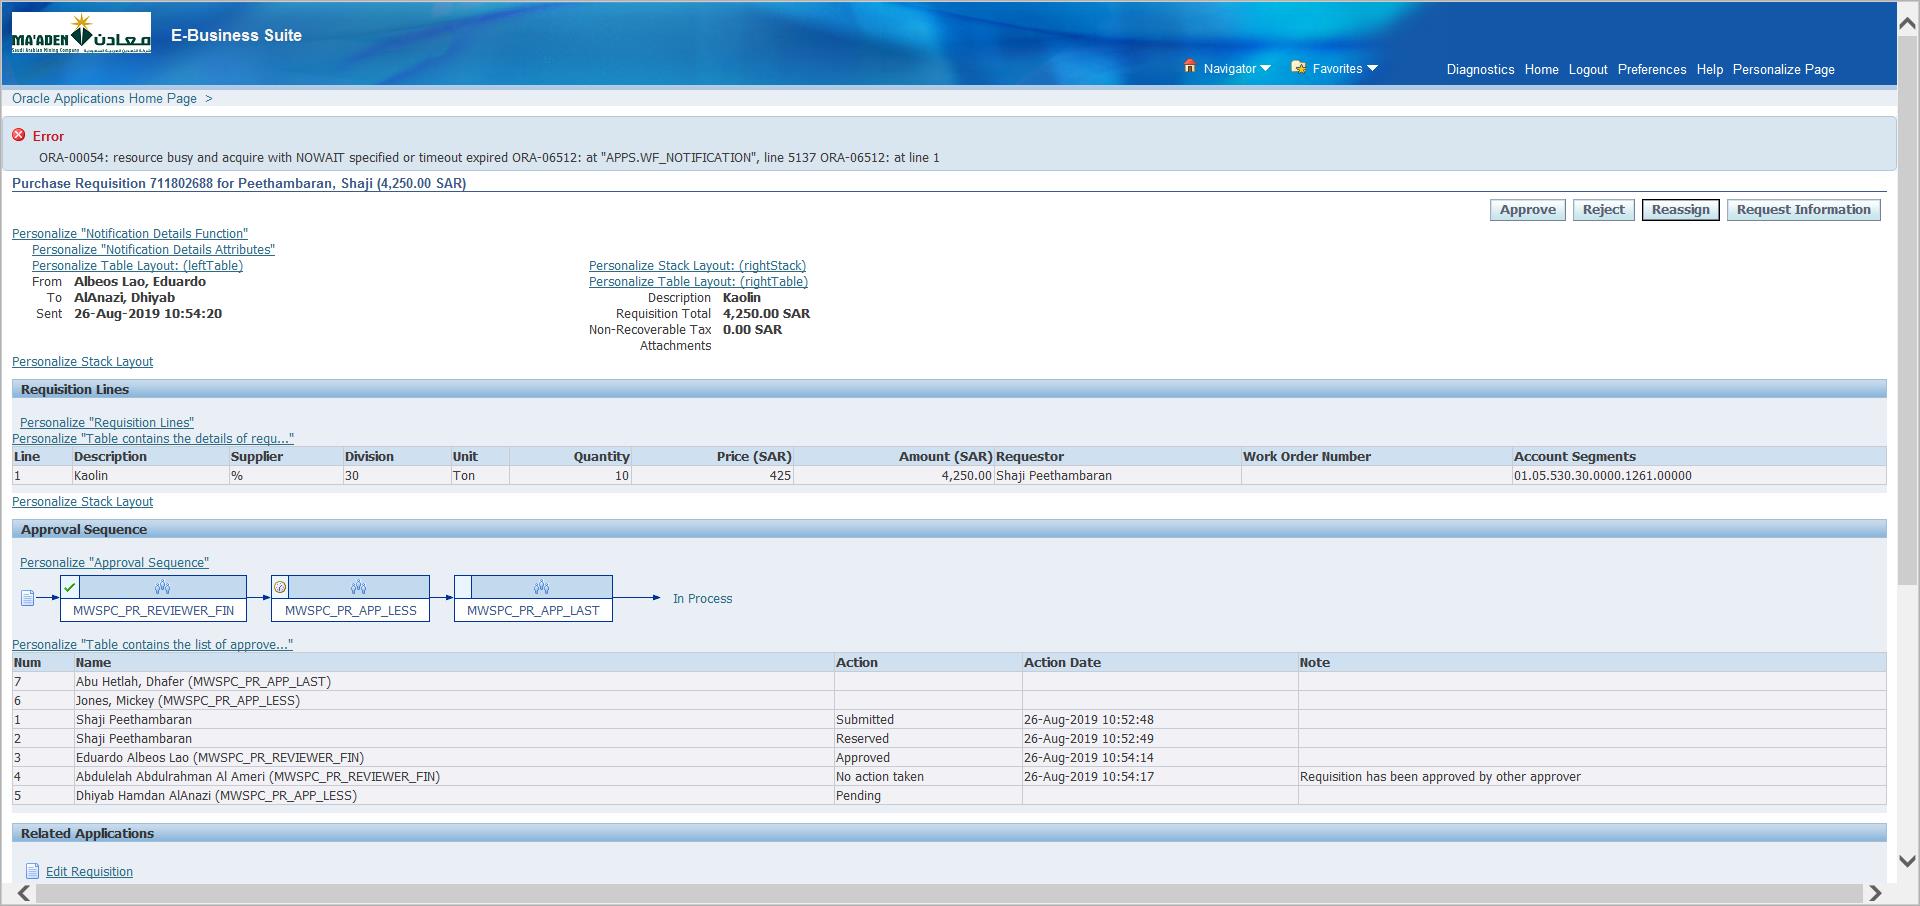 MA'ADEN معادن
Saudi Arabian Mining Company
E-Business Suite
Navigator Favorites Diagnostics Home Logout Preferences Help Personalize Page
Oracle Applications Home Page >
Error
ORA-00054: resource busy and acquire with NOWAIT specified or timeout expired ORA-06512: at "APPS.WF_NOTIFICATION", line 5137 ORA-06512: at line 1
Purchase Requisition 711802688 for Peethambaran, Shaji (4,250.00 SAR)
Approve Reject Reassign Request Information
Personalize "Notification Details Function"
Personalize "Notification Details Attributes"
Personalize Table Layout: (leftTable) Personalize Stack Layout: (rightStack)
From Albeos Lao, Eduardo Personalize Table Layout: (rightTable)
To AlAnazi, Dhiyab Description Kaolin
Sent 26-Aug-2019 10:54:20 Requisition Total 4,250.00 SAR
Non-Recoverable Tax 0.00 SAR
Attachments
Personalize Stack Layout
Requisition Lines
Personalize "Requisition Lines"
Personalize "Table contains the details of requ..."
Line Description Supplier Division Unit Quantity Price (SAR) Amount (SAR) Requestor Work Order Number Account Segments
1 Kaolin % 30 Ton 10 425 4,250.00 Shaji Peethambaran 01.05.530.30.0000.1261.00000
Personalize Stack Layout
Approval Sequence
Personalize "Approval Sequence"
MWSPC_PR_REVIEWER_FIN MWSPC_PR_APP_LESS MWSPC_PR_APP_LAST In Process
Personalize "Table contains the list of approve..."
Num Name Action Action Date Note
7 Abu Hetlah, Dhafer (MWSPC_PR_APP_LAST)
6 Jones, Mickey (MWSPC_PR_APP_LESS)
1 Shaji Peethambaran Submitted 26-Aug-2019 10:52:48
2 Shaji Peethambaran Reserved 26-Aug-2019 10:52:49
3 Eduardo Albeos Lao (MWSPC_PR_REVIEWER_FIN) Approved 26-Aug-2019 10:54:14
4 Abdulelah Abdulrahman Al Ameri (MWSPC_PR_REVIEWER_FIN) No action taken 26-Aug-2019 10:54:17 Requisition has been approved by other approver
5 Dhiyab Hamdan AlAnazi (MWSPC_PR_APP_LESS) Pending
Related Applications
Edit Requisition